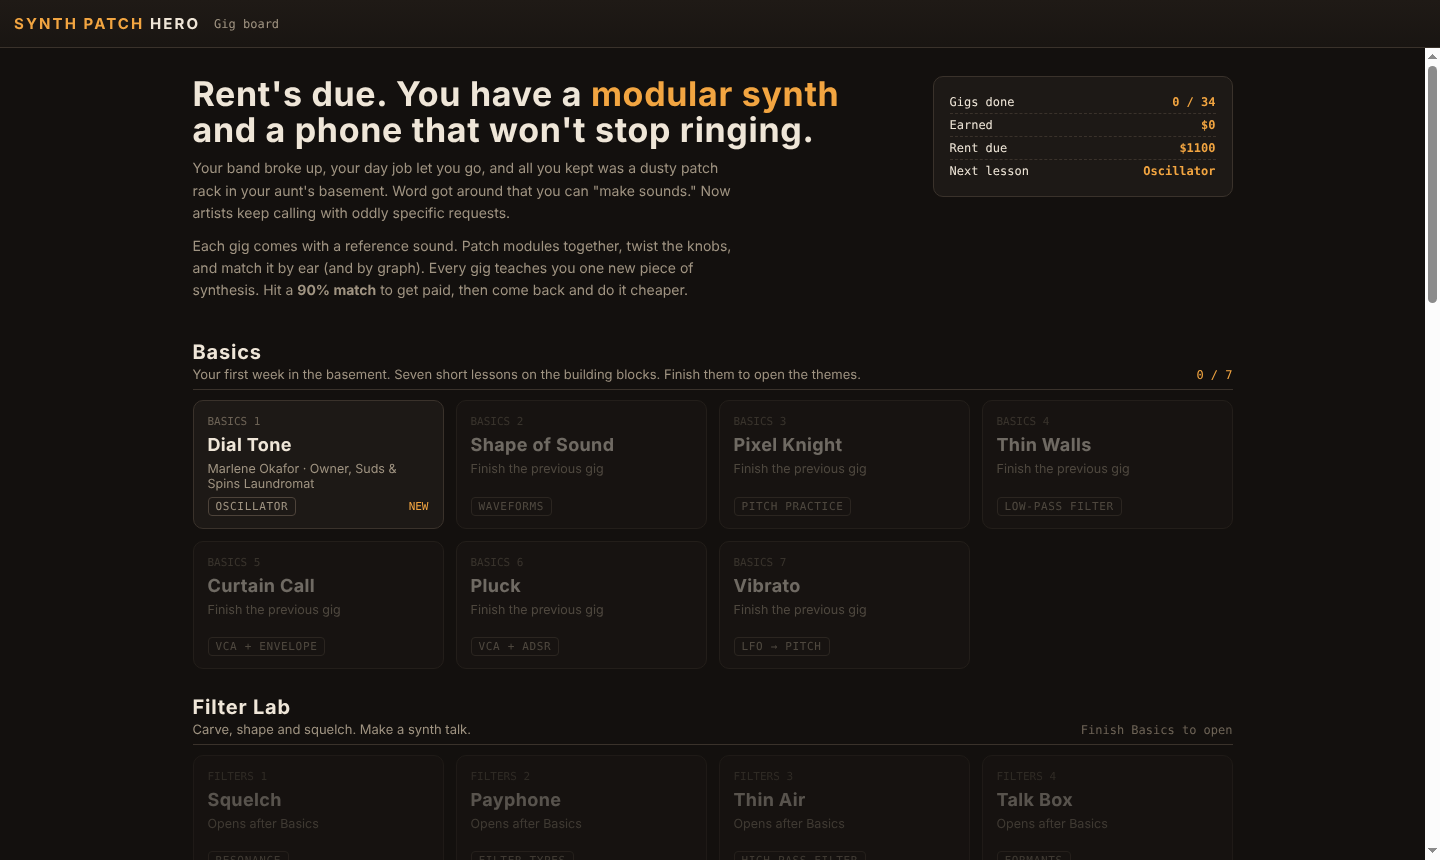 SYNTH PATCH HERO Gig board
Rent's due. You have a modular synth
and a phone that won't stop ringing.
Your band broke up, your day job let you go, and all you kept was a dusty patch
rack in your aunt's basement. Word got around that you can "make sounds." Now
artists keep calling with oddly specific requests.
Each gig comes with a reference sound. Patch modules together, twist the knobs,
and match it by ear (and by graph). Every gig teaches you one new piece of
synthesis. Hit a 90% match to get paid, then come back and do it cheaper.
Gigs done 0 / 34
Earned $0
Rent due $1100
Next lesson Oscillator
Basics
Your first week in the basement. Seven short lessons on the building blocks. Finish them to open the themes. 0 / 7
BASICS 1
Dial Tone
Marlene Okafor · Owner, Suds &
Spins Laundromat
OSCILLATOR NEW
BASICS 2
Shape of Sound
Finish the previous gig
WAVEFORMS
BASICS 3
Pixel Knight
Finish the previous gig
PITCH PRACTICE
BASICS 4
Thin Walls
Finish the previous gig
LOW-PASS FILTER
BASICS 5
Curtain Call
Finish the previous gig
VCA + ENVELOPE
BASICS 6
Pluck
Finish the previous gig
VCA + ADSR
BASICS 7
Vibrato
Finish the previous gig
LFO → PITCH
Filter Lab
Carve, shape and squelch. Make a synth talk. Finish Basics to open
FILTERS 1
Squelch
Opens after Basics
RESONANCE
FILTERS 2
Payphone
Opens after Basics
FILTER TYPES
FILTERS 3
Thin Air
Opens after Basics
HIGH-PASS FILTER
FILTERS 4
Talk Box
Opens after Basics
FORMANTS